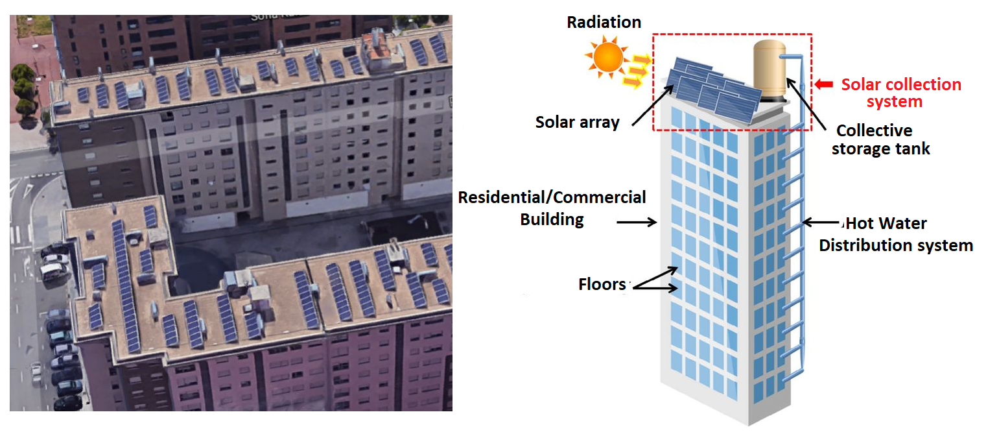 Radiation
Solar collection
system
Solar array
Collective
storage tank
Residential/Commercial
Building
Hot Water
Distribution system
Floors